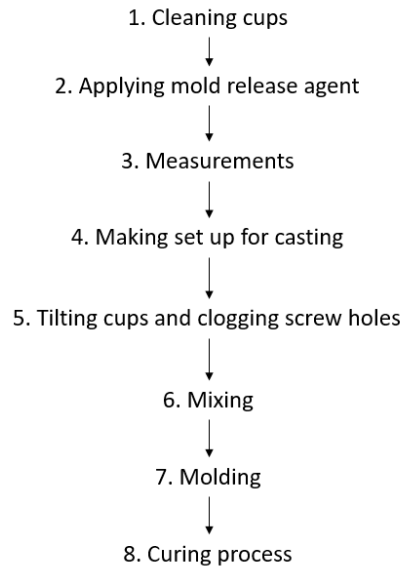 1. Cleaning cups
2. Applying mold release agent
3. Measurements
4. Making set up for casting
5. Tilting cups and clogging screw holes
6. Mixing
7. Molding
8. Curing process